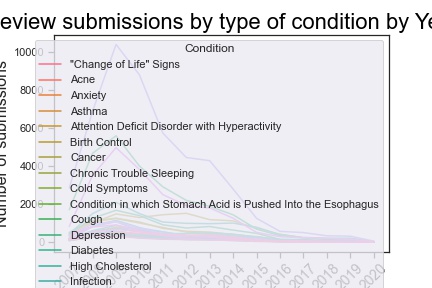 eview submissions by type of condition by Ye
Condition
"Change of Life" Signs
Acne
Anxiety
Asthma
Attention Deficit Disorder with Hyperactivity
Birth Control
Cancer
Chronic Trouble Sleeping
Cold Symptoms
Condition in which Stomach Acid is Pushed Into the Esophagus
Cough
Depression
Diabetes
High Cholesterol
Infection
Number of submissions
10000
8000
6000
4000
2000
0
2010
2011
2012
2013
2014
2015
2016
2017
2018
2019
2020